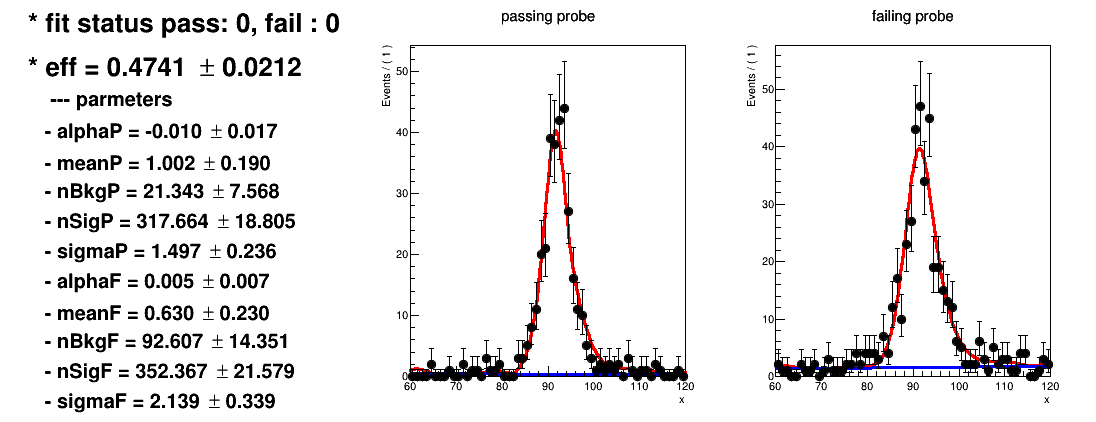 * fit status pass: 0, fail : 0
* eff = 0.4741 ± 0.0212
--- parmeters
- alphaP = -0.010 ± 0.017
- meanP = 1.002 ± 0.190
- nBkgP = 21.343 ± 7.568
- nSigP = 317.664 ± 18.805
- sigmaP = 1.497 ± 0.236
- alphaF = 0.005 ± 0.007
- meanF = 0.630 ± 0.230
- nBkgF = 92.607 ± 14.351
- nSigF = 352.367 ± 21.579
- sigmaF = 2.139 ± 0.339
passing probe
Events / ( 1 )
50
40
30
20
10
0
60 70 80 90 100 110 120
x
failing probe
Events / ( 1 )
50
40
30
20
10
0
60 70 80 90 100 110 120
x